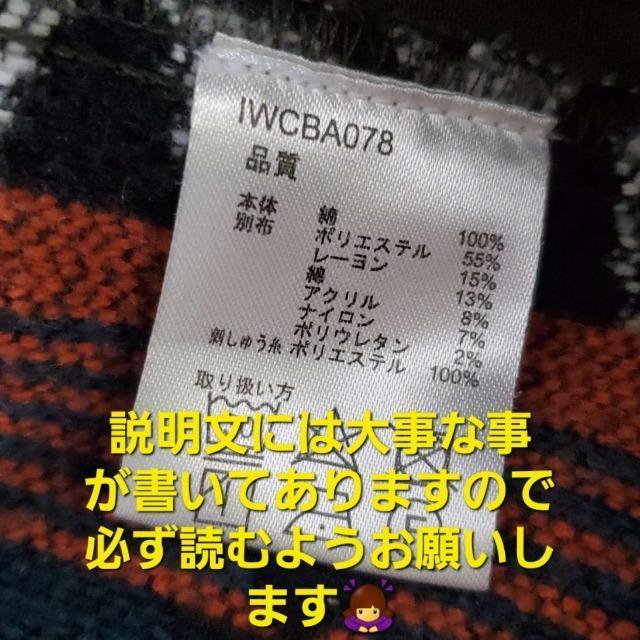 IWCBA078
品質
本体 綿 100%
別布 ポリエステル 55%
レーヨン 15%
綿 13%
アクリル 8%
ナイロン 7%
ポリウレタン 2%
刺しゅう糸 ポリエステル 100%
取り扱い方
説明文には大事な事
が書いてありますので
必ず読むようお願いし
ます🙇‍♀️